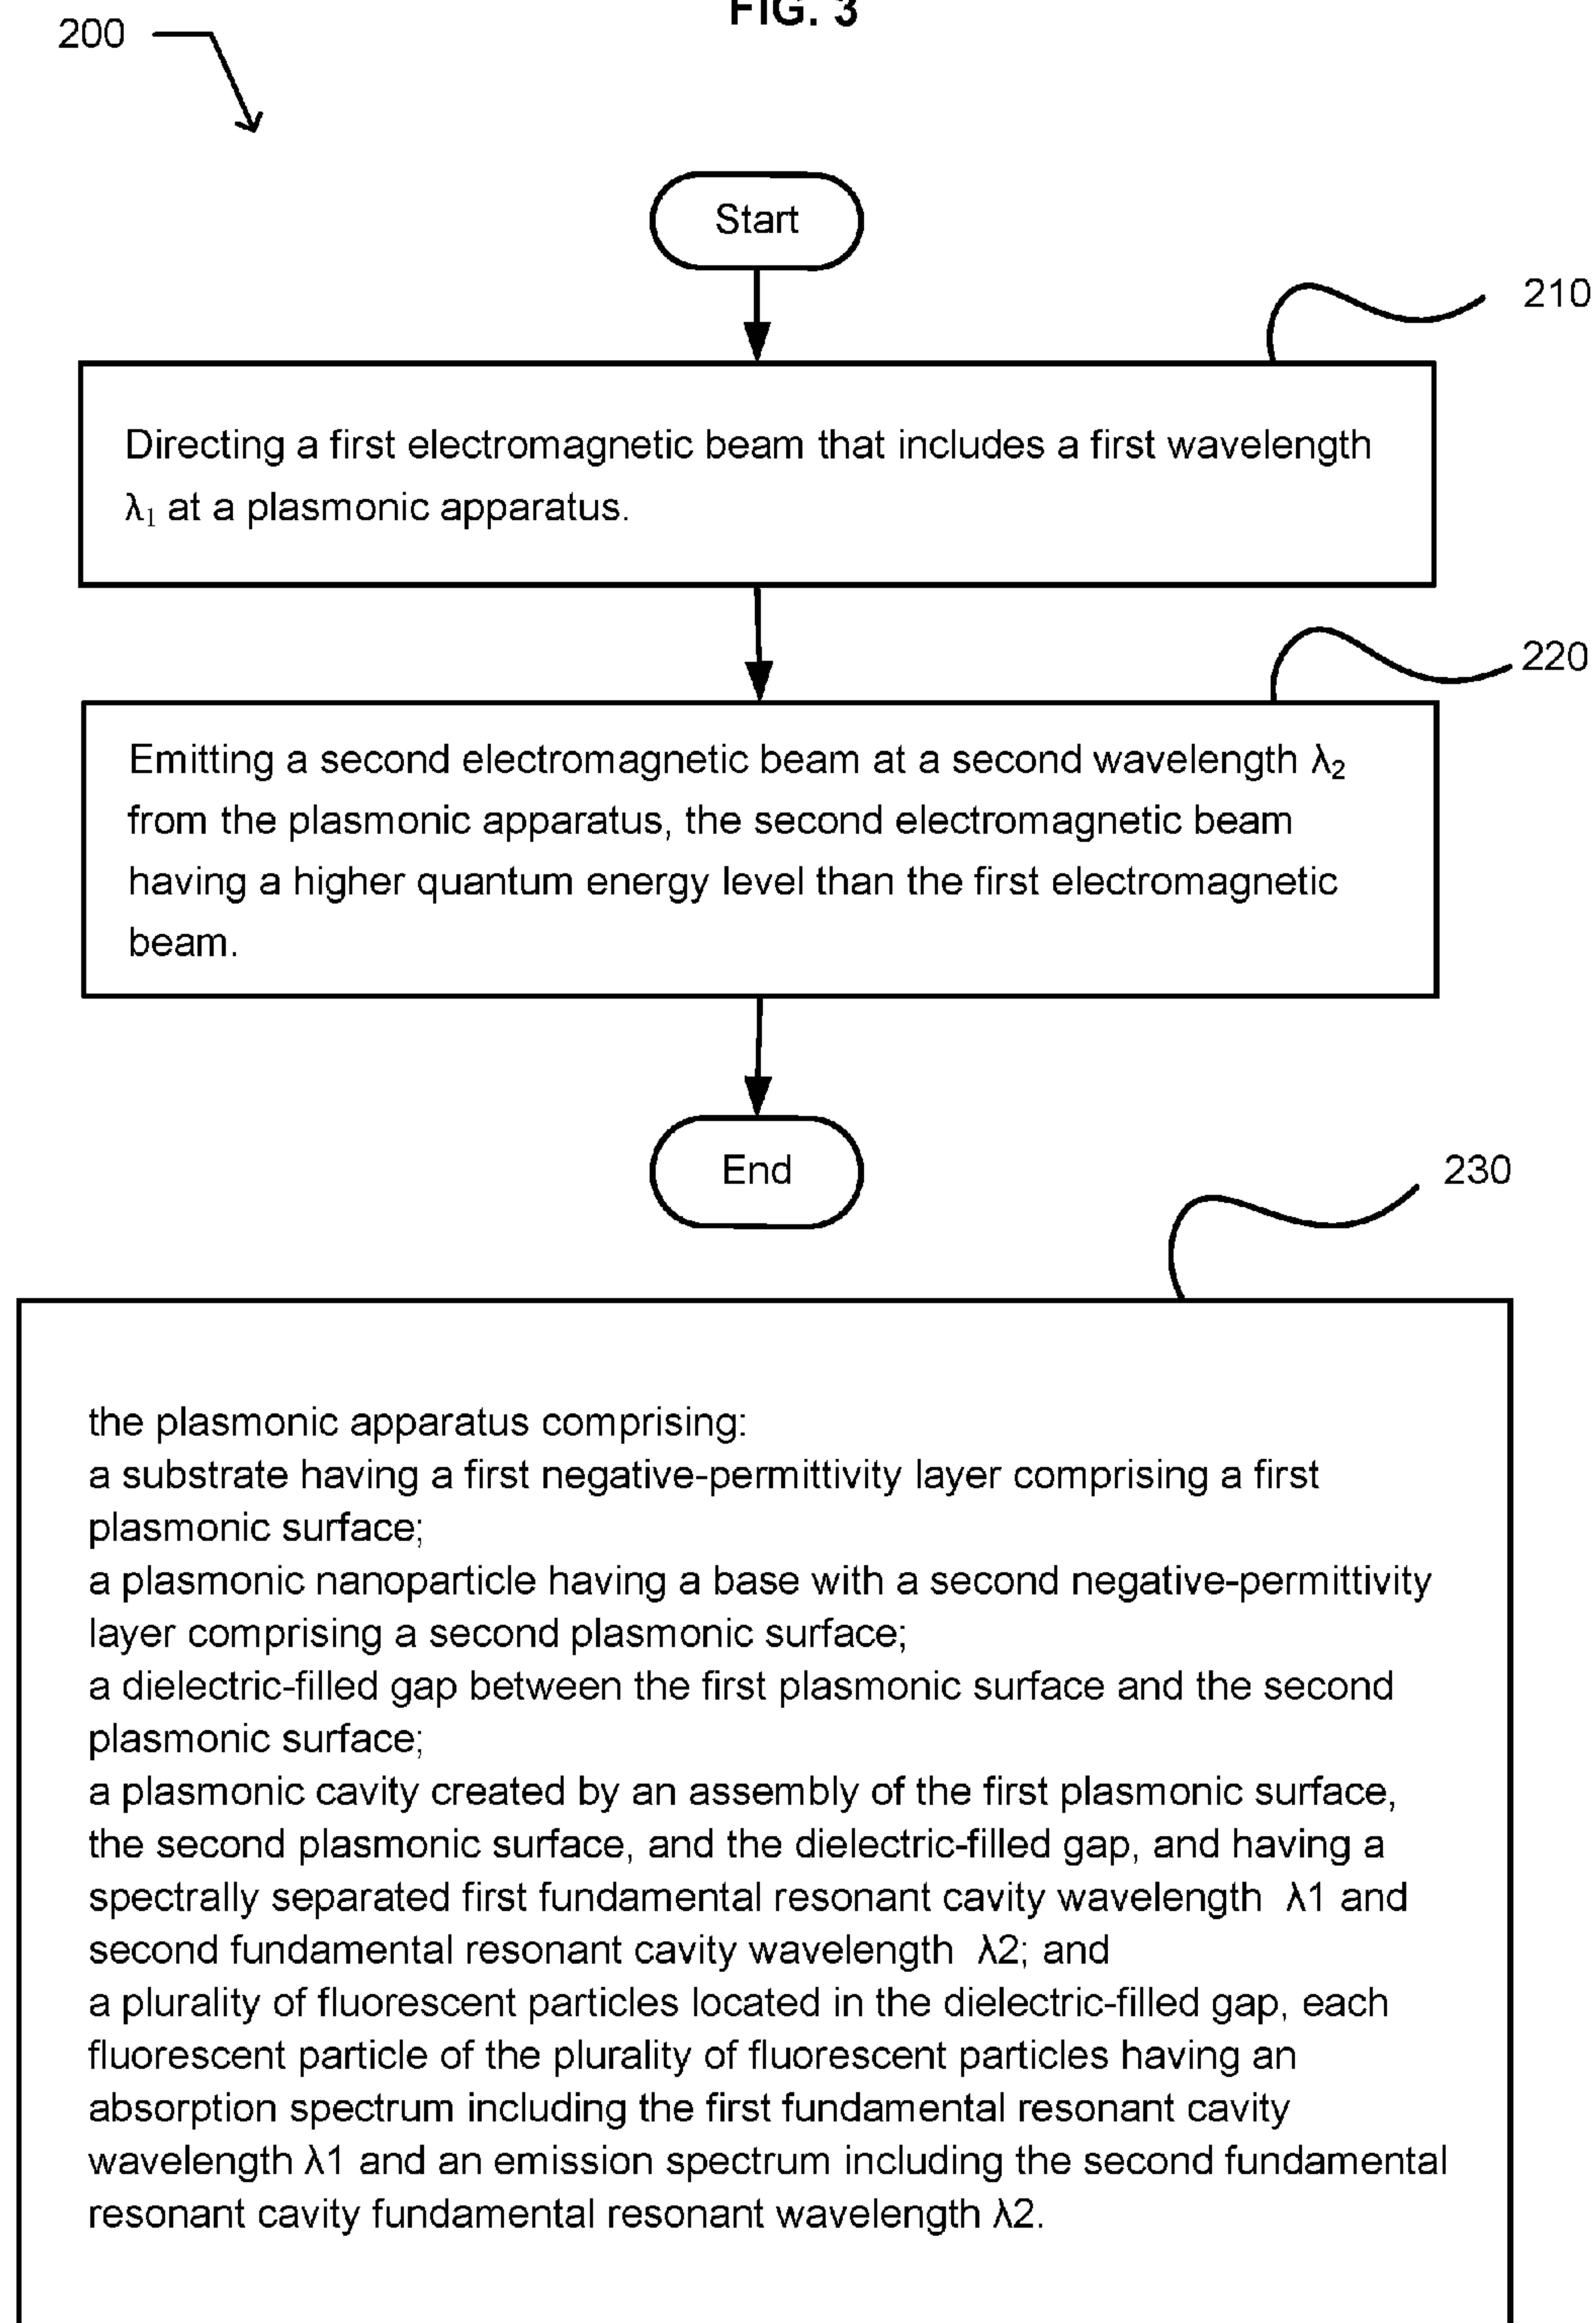 FIG. 3
200
Start
210
Directing a first electromagnetic beam that includes a first wavelength
λ₁ at a plasmonic apparatus.
220
Emitting a second electromagnetic beam at a second wavelength λ₂
from the plasmonic apparatus, the second electromagnetic beam
having a higher quantum energy level than the first electromagnetic
beam.
End
230
the plasmonic apparatus comprising:
a substrate having a first negative-permittivity layer comprising a first
plasmonic surface;
a plasmonic nanoparticle having a base with a second negative-permittivity
layer comprising a second plasmonic surface;
a dielectric-filled gap between the first plasmonic surface and the second
plasmonic surface;
a plasmonic cavity created by an assembly of the first plasmonic surface,
the second plasmonic surface, and the dielectric-filled gap, and having a
spectrally separated first fundamental resonant cavity wavelength λ1 and
second fundamental resonant cavity wavelength λ2; and
a plurality of fluorescent particles located in the dielectric-filled gap, each
fluorescent particle of the plurality of fluorescent particles having an
absorption spectrum including the first fundamental resonant cavity
wavelength λ1 and an emission spectrum including the second fundamental
resonant cavity fundamental resonant wavelength λ2.